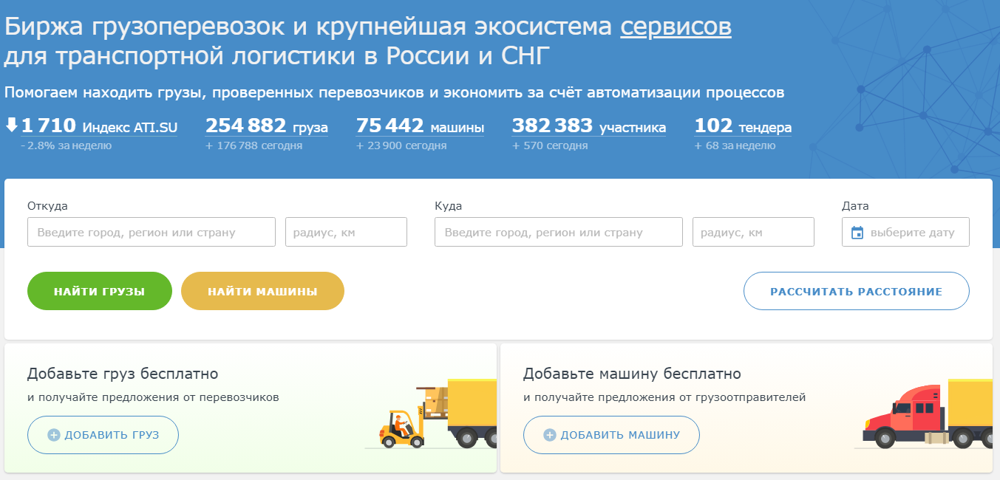 Биржа грузоперевозок и крупнейшая экосистема сервисов
для транспортной логистики в России и СНГ
Помогаем находить грузы, проверенных перевозчиков и экономить за счёт автоматизации процессов
1 710 Индекс ATI.SU 254 882 груза 75 442 машины 382 383 участника 102 тендера
- 2.8% за неделю + 176 788 сегодня + 23 900 сегодня + 570 сегодня + 68 за неделю
Откуда Куда Дата
Введите город, регион или страну радиус, км Введите город, регион или страну радиус, км выберите дату
НАЙТИ ГРУЗЫ НАЙТИ МАШИНЫ РАССЧИТАТЬ РАССТОЯНИЕ
Добавьте груз бесплатно
и получайте предложения от перевозчиков
ДОБАВИТЬ ГРУЗ
Добавьте машину бесплатно
и получайте предложения от грузоотправителей
ДОБАВИТЬ МАШИНУ